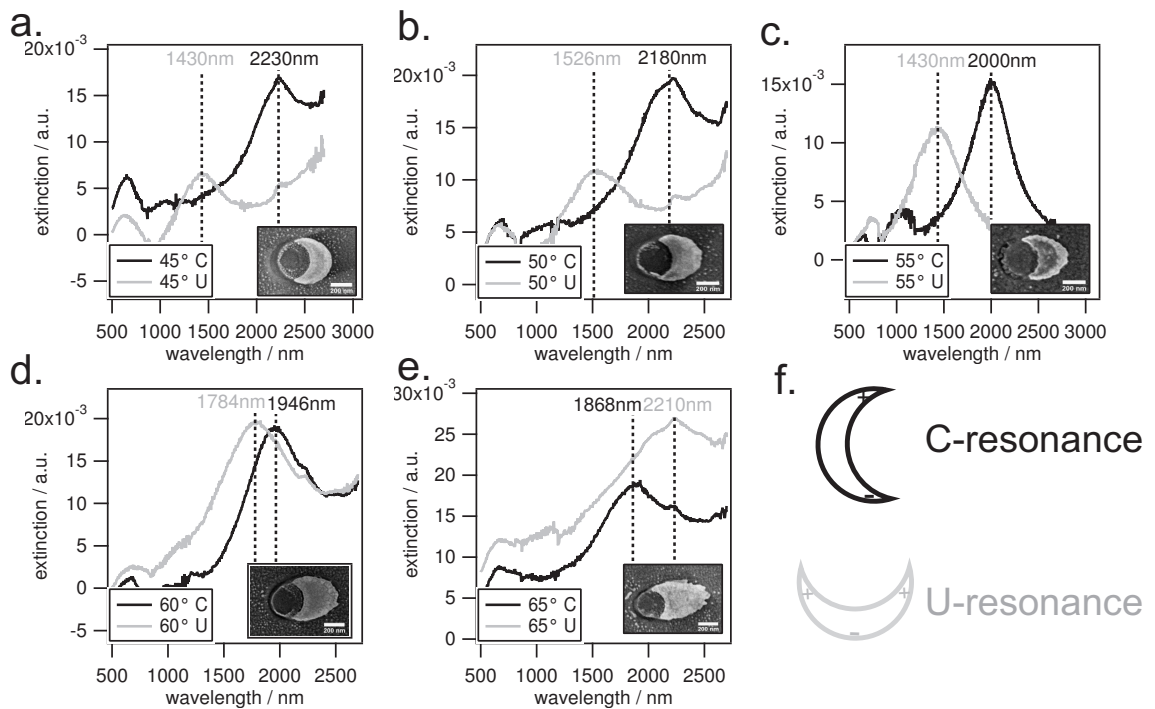 a.
20x10⁻³
15
10
5
0
-5
extinction / a.u.
1430nm 2230nm
45° C
45° U
200 nm
500 1000 1500 2000 2500 3000
wavelength / nm
b.
20x10⁻³
15
10
5
0
extinction / a.u.
1526nm 2180nm
50° C
50° U
200 nm
500 1000 1500 2000 2500
wavelength / nm
c.
15x10⁻³
10
5
0
extinction / a.u.
1430nm 2000nm
55° C
55° U
200 nm
500 1000 1500 2000 2500 3000
wavelength / nm
d.
20x10⁻³
15
10
5
0
-5
extinction / a.u.
1784nm 1946nm
60° C
60° U
200 nm
500 1000 1500 2000 2500
wavelength / nm
e.
30x10⁻³
25
20
15
10
5
0
extinction / a.u.
1868nm 2210nm
65° C
65° U
200 nm
500 1000 1500 2000 2500
wavelength / nm
f.
+
-
C-resonance
+ +
-
U-resonance